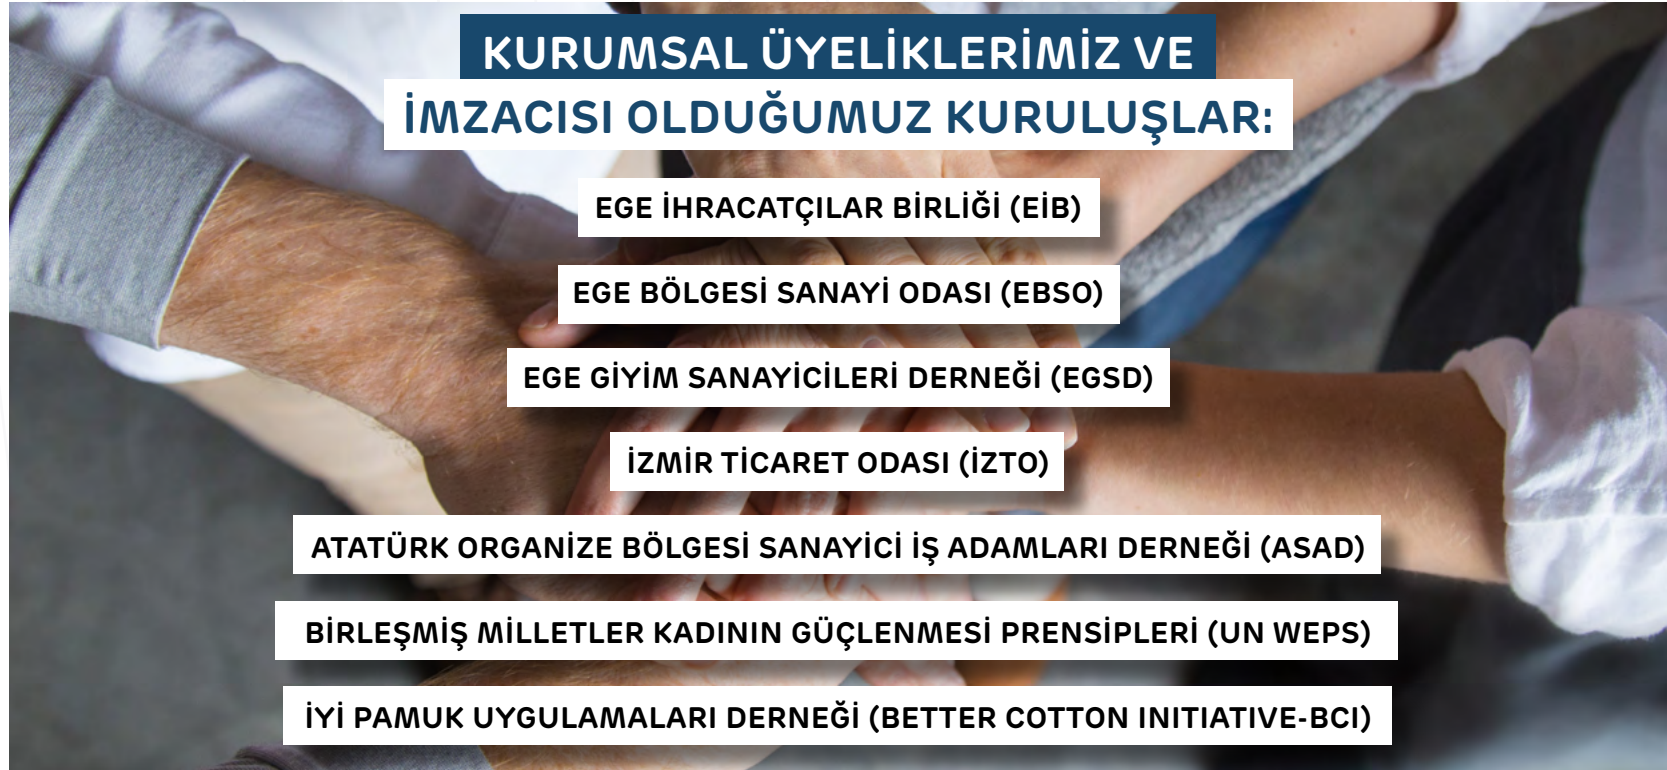 KURUMSAL ÜYELİKLERİMİZ VE
İMZACISI OLDUĞUMUZ KURULUŞLAR:
EGE İHRACATÇILAR BİRLİĞİ (EİB)
EGE BÖLGESİ SANAYİ ODASI (EBSO)
EGE GİYİM SANAYİCİLERİ DERNEĞİ (EGSD)
İZMİR TİCARET ODASI (İZTO)
ATATÜRK ORGANİZE BÖLGESİ SANAYİCİ İŞ ADAMLARI DERNEĞİ (ASAD)
BİRLEŞMİŞ MİLLETLER KADININ GÜÇLENMESİ PRENSİPLERİ (UN WEPS)
İYİ PAMUK UYGULAMALARI DERNEĞİ (BETTER COTTON INITIATIVE-BCI)